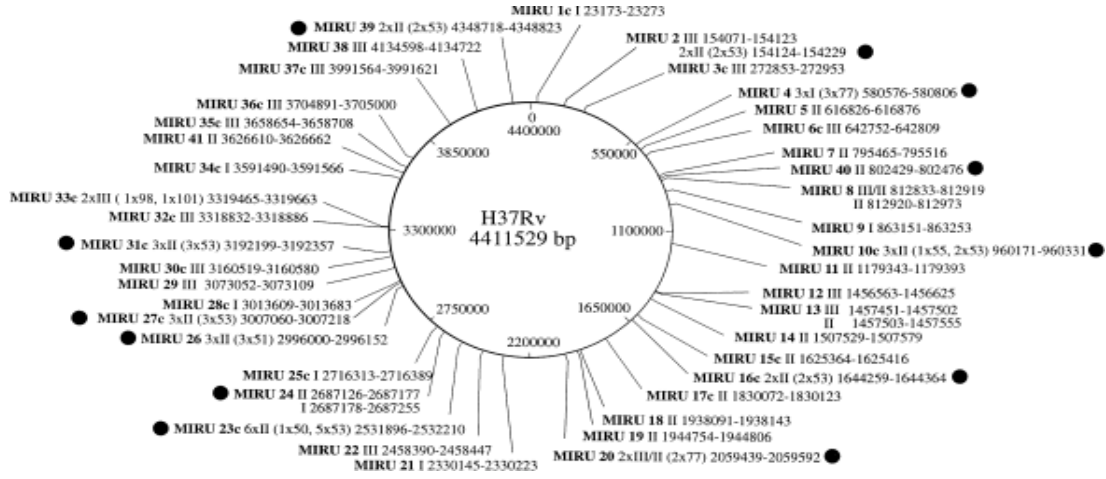 MIRU 1c I 23173-23273
MIRU 2 III 154071-154123
2xII (2x53) 154124-154229
MIRU 3c III 272853-272953
MIRU 4 3xI (3x77) 580576-580806
MIRU 5 II 616826-616876
MIRU 6c III 642752-642809
MIRU 7 II 795465-795516
MIRU 40 II 802429-802476
MIRU 8 III/II 812833-812919
II 812920-812973
MIRU 9 I 863151-863253
MIRU 10c 3xII (1x55, 2x53) 960171-960331
MIRU 11 II 1179343-1179393
MIRU 12 III 1456563-1456625
MIRU 13 III 1457451-1457502
II 1457503-1457555
MIRU 14 II 1507529-1507579
MIRU 15c II 1625364-1625416
MIRU 16c 2xII (2x53) 1644259-1644364
MIRU 17c II 1830072-1830123
MIRU 18 II 1938091-1938143
MIRU 19 II 1944754-1944806
MIRU 20 2xIII/II (2x77) 2059439-2059592
MIRU 21 I 2330145-2330223
MIRU 22 III 2458390-2458447
MIRU 23c 6xII (1x50, 5x53) 2531896-2532210
MIRU 24 II 2687126-2687177
I 2687178-2687255
MIRU 25c I 2716313-2716389
MIRU 26 3xII (3x51) 2996000-2996152
MIRU 27c 3xII (3x53) 3007060-3007218
MIRU 28c I 3013609-3013683
MIRU 29 III 3073052-3073109
MIRU 30c III 3160519-3160580
MIRU 31c 3xII (3x53) 3192199-3192357
MIRU 32c III 3318832-3318886
MIRU 33c 2xIII ( 1x98, 1x101) 3319465-3319663
MIRU 34c I 3591490-3591566
MIRU 41 II 3626610-3626662
MIRU 35c III 3658654-3658708
MIRU 36c III 3704891-3705000
MIRU 37c III 3991564-3991621
MIRU 38 III 4134598-4134722
MIRU 39 2xII (2x53) 4348718-4348823
0
4400000
550000
1100000
1650000
2200000
2750000
3300000
3850000
H37Rv
4411529 bp